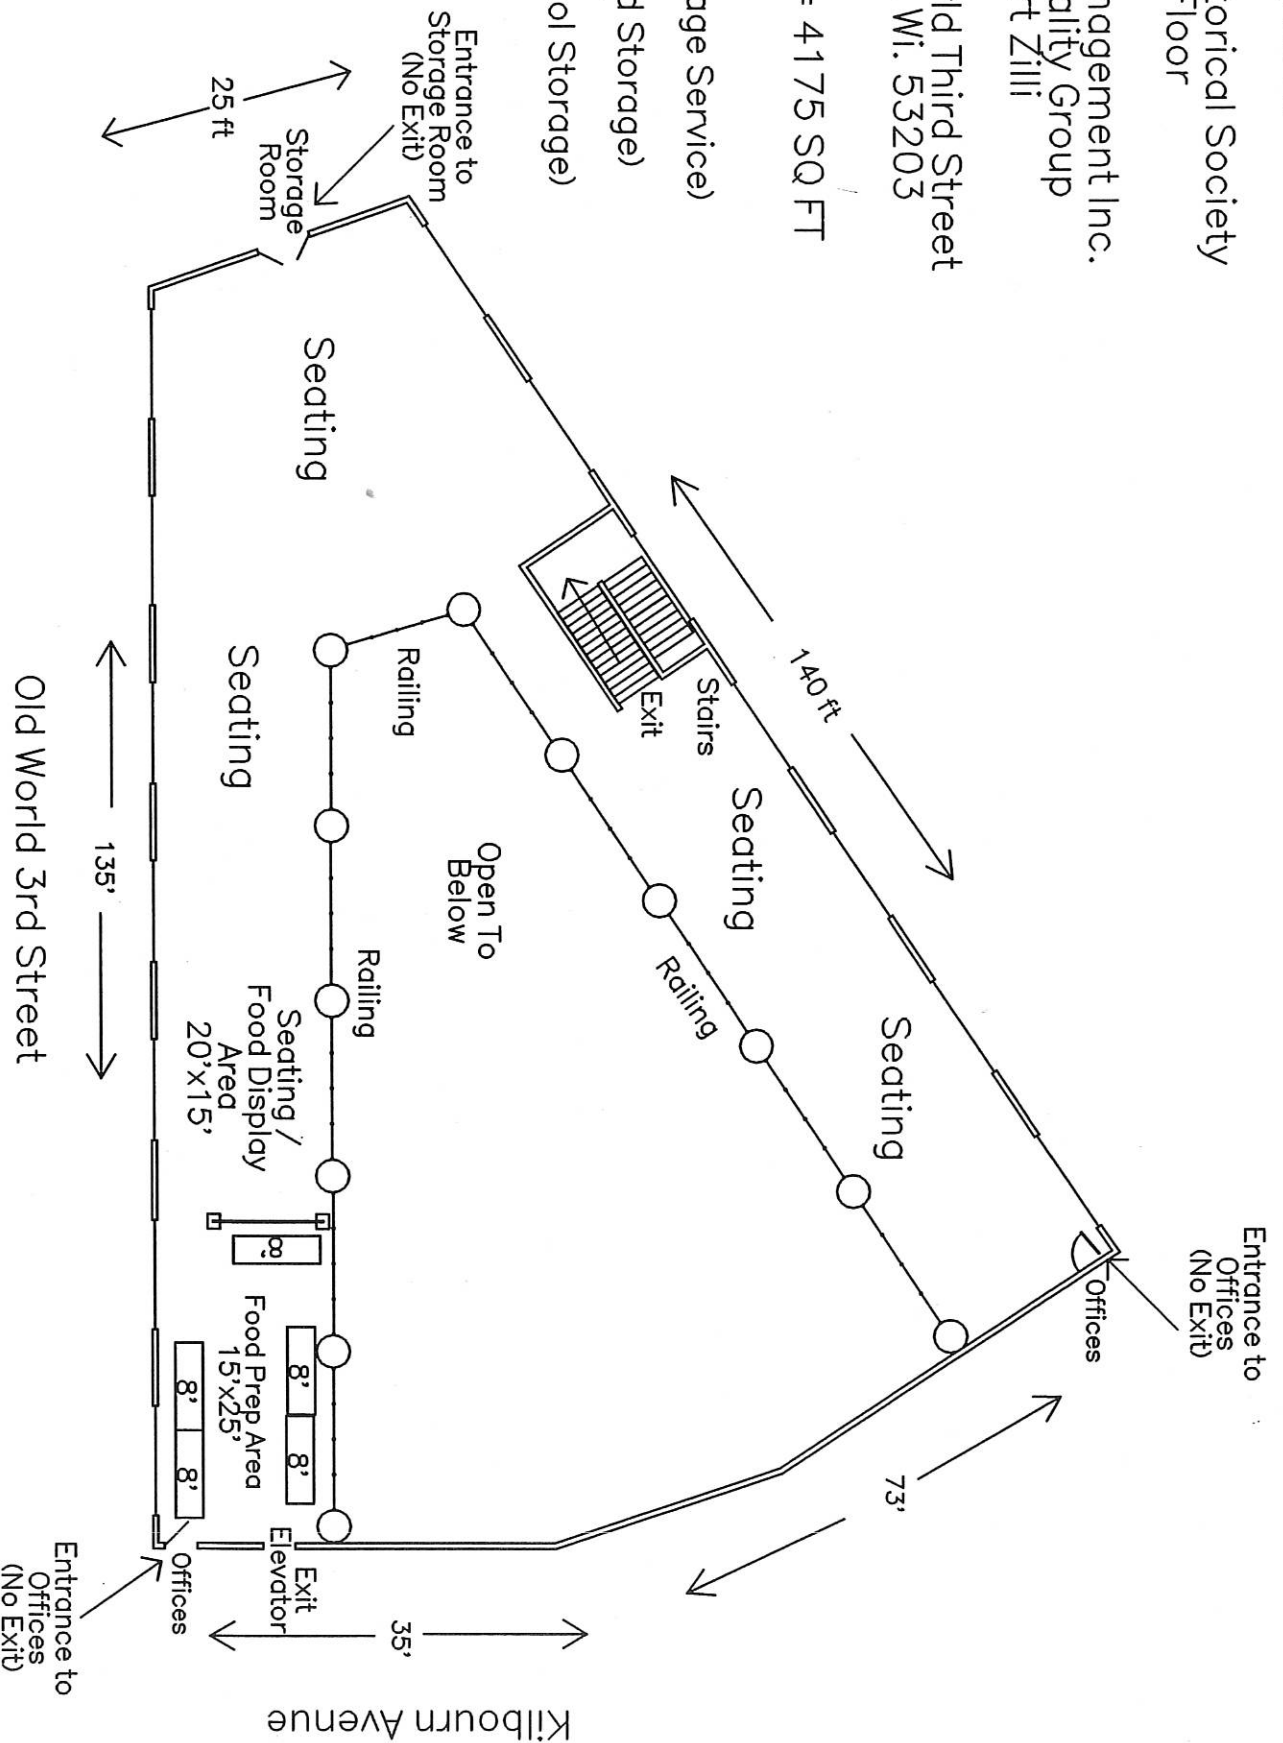 torical Society
Floor
nagement Inc.
ality Group
rt Zilli
ld Third Street
Wi. 53203
= 4175 SQ FT
age Service)
d Storage)
ol Storage)
Entrance to
Storage Room
(No Exit)
25 ft
Storage
Room
Seating
140 ft
Stairs
Exit
Seating
Seating
Entrance to
Offices
(No Exit)
Offices
Railing
Seating
Open To
Below
Railing
Railing
135'
Old World 3rd Street
Seating /
Food Display
Area
20'x15'
8'
8'
8'
Food Prep Area
15'x25'
8'
8'
73'
Exit
Elevator
Offices
35'
Entrance to
Offices
(No Exit)
Kilbourn Avenue